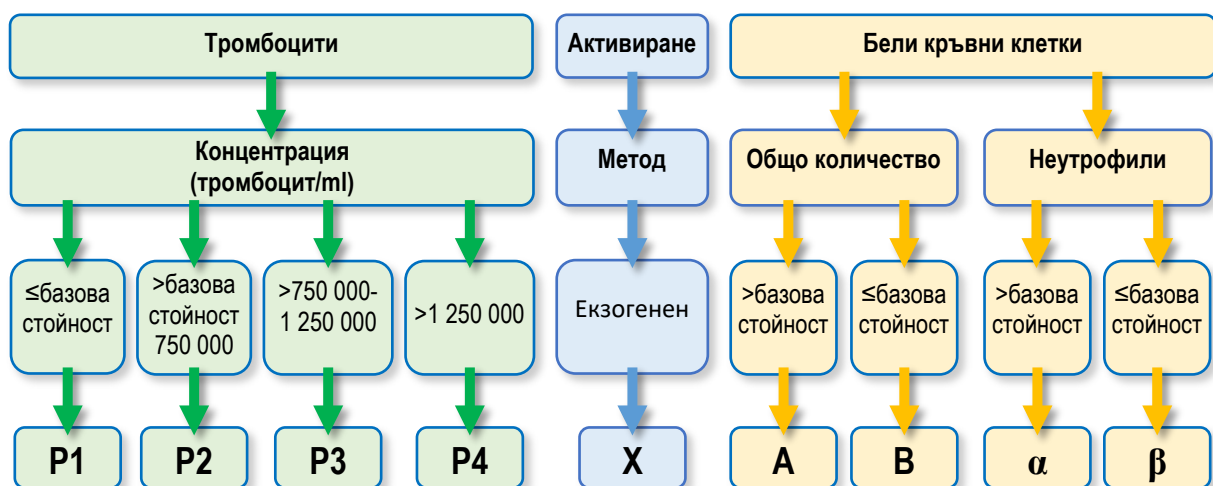 Тромбоцити
Активиране
Бели кръвни клетки
Концентрация
(тромбоцит/ml)
Метод
Общо количество
Неутрофили
≤базова
стойност
>базова
стойност
750 000
>750 000-
1 250 000
>1 250 000
Екзогенен
>базова
стойност
≤базова
стойност
>базова
стойност
≤базова
стойност
P1
P2
P3
P4
X
A
B
α
β